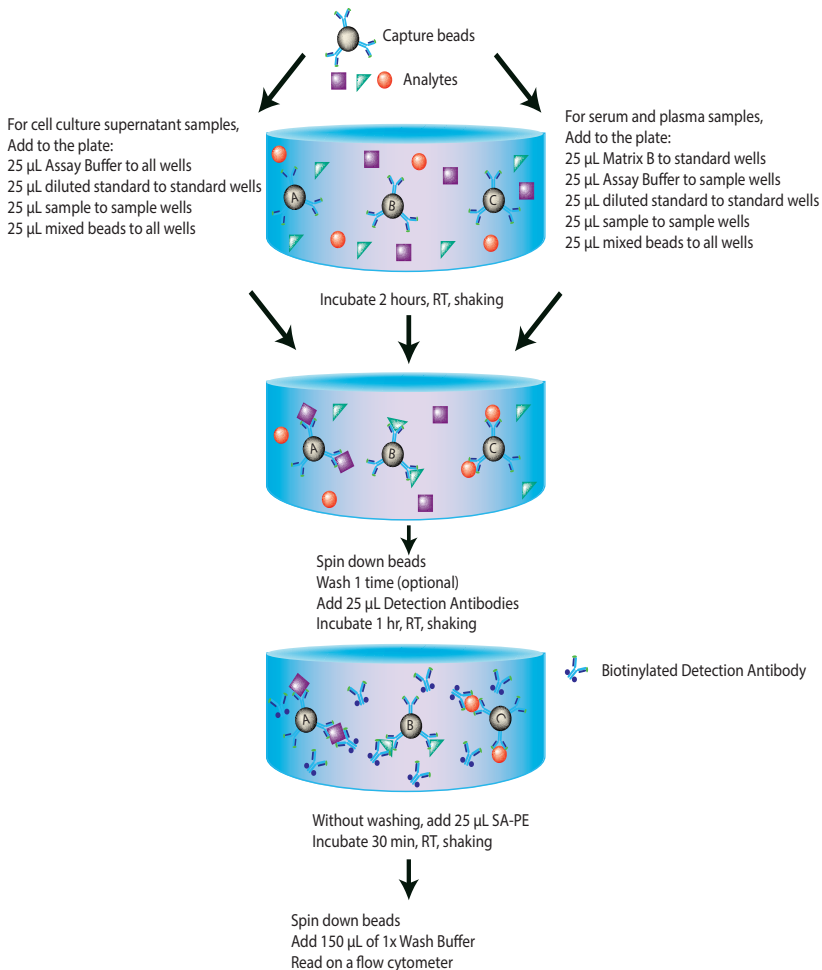 Capture beads
Analytes
For cell culture supernatant samples,
Add to the plate:
25 µL Assay Buffer to all wells
25 µL diluted standard to standard wells
25 µL sample to sample wells
25 µL mixed beads to all wells
For serum and plasma samples,
Add to the plate:
25 µL Matrix B to standard wells
25 µL Assay Buffer to sample wells
25 µL diluted standard to standard wells
25 µL sample to sample wells
25 µL mixed beads to all wells
A
B
C
Incubate 2 hours, RT, shaking
A
B
C
Spin down beads
Wash 1 time (optional)
Add 25 µL Detection Antibodies
Incubate 1 hr, RT, shaking
Biotinylated Detection Antibody
A
B
C
Without washing, add 25 µL SA-PE
Incubate 30 min, RT, shaking
Spin down beads
Add 150 µL of 1x Wash Buffer
Read on a flow cytometer